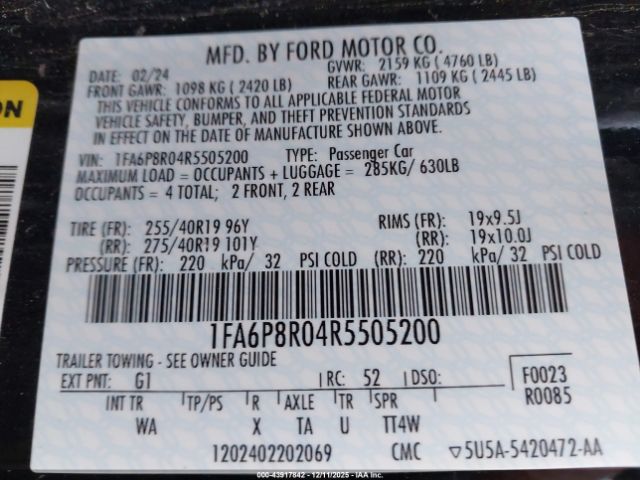 MFD. BY FORD MOTOR CO.
DATE: 02/24 GVWR: 2159 KG ( 4760 LB)
FRONT GAWR: 1098 KG ( 2420 LB) REAR GAWR: 1109 KG ( 2445 LB)
THIS VEHICLE CONFORMS TO ALL APPLICABLE FEDERAL MOTOR
VEHICLE SAFETY, BUMPER, AND THEFT PREVENTION STANDARDS
IN EFFECT ON THE DATE OF MANUFACTURE SHOWN ABOVE.
VIN: 1FA6P8R04R5505200 TYPE: Passenger Car
MAXIMUM LOAD = OCCUPANTS + LUGGAGE = 285KG/ 630LB
OCCUPANTS = 4 TOTAL; 2 FRONT, 2 REAR
TIRE (FR): 255/40R19 96Y RIMS (FR): 19x9.5J
(RR): 275/40R19 101Y (RR): 19x10.0J
PRESSURE (FR): 220 kPa/ 32 PSI COLD (RR): 220 kPa/ 32 PSI COLD
1FA6P8R04R5505200
TRAILER TOWING - SEE OWNER GUIDE
EXT PNT: G1 RC: 52 DSO: F0023
INT TR TP/PS R AXLE TR SPR R0085
WA X TA U TT4W
1202402202069 CMC ▽5U5A-5420472-AA
ON
000-43917842 - 12/11/2025 - IAA Inc.